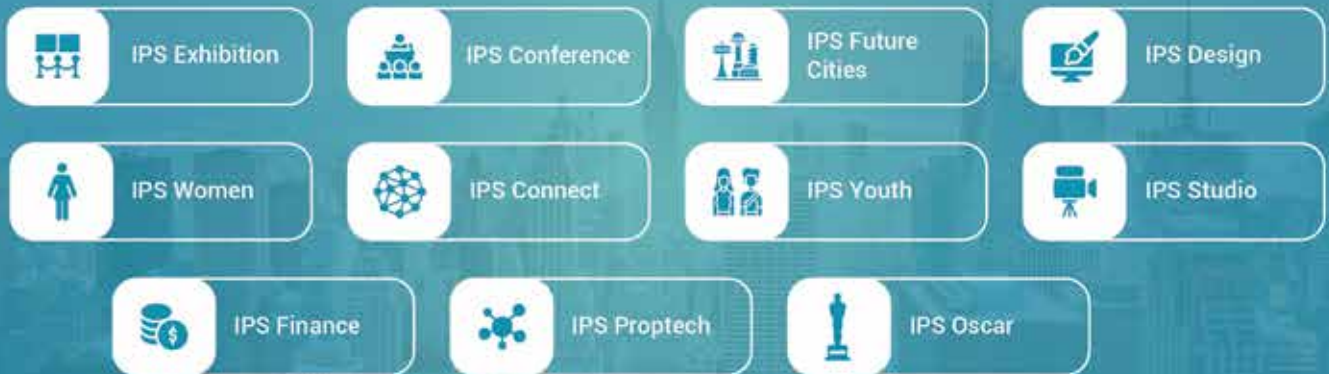 IPS Exhibition
IPS Conference
IPS Future
Cities
IPS Design
IPS Women
IPS Connect
IPS Youth
IPS Studio
IPS Finance
IPS Proptech
IPS Oscar